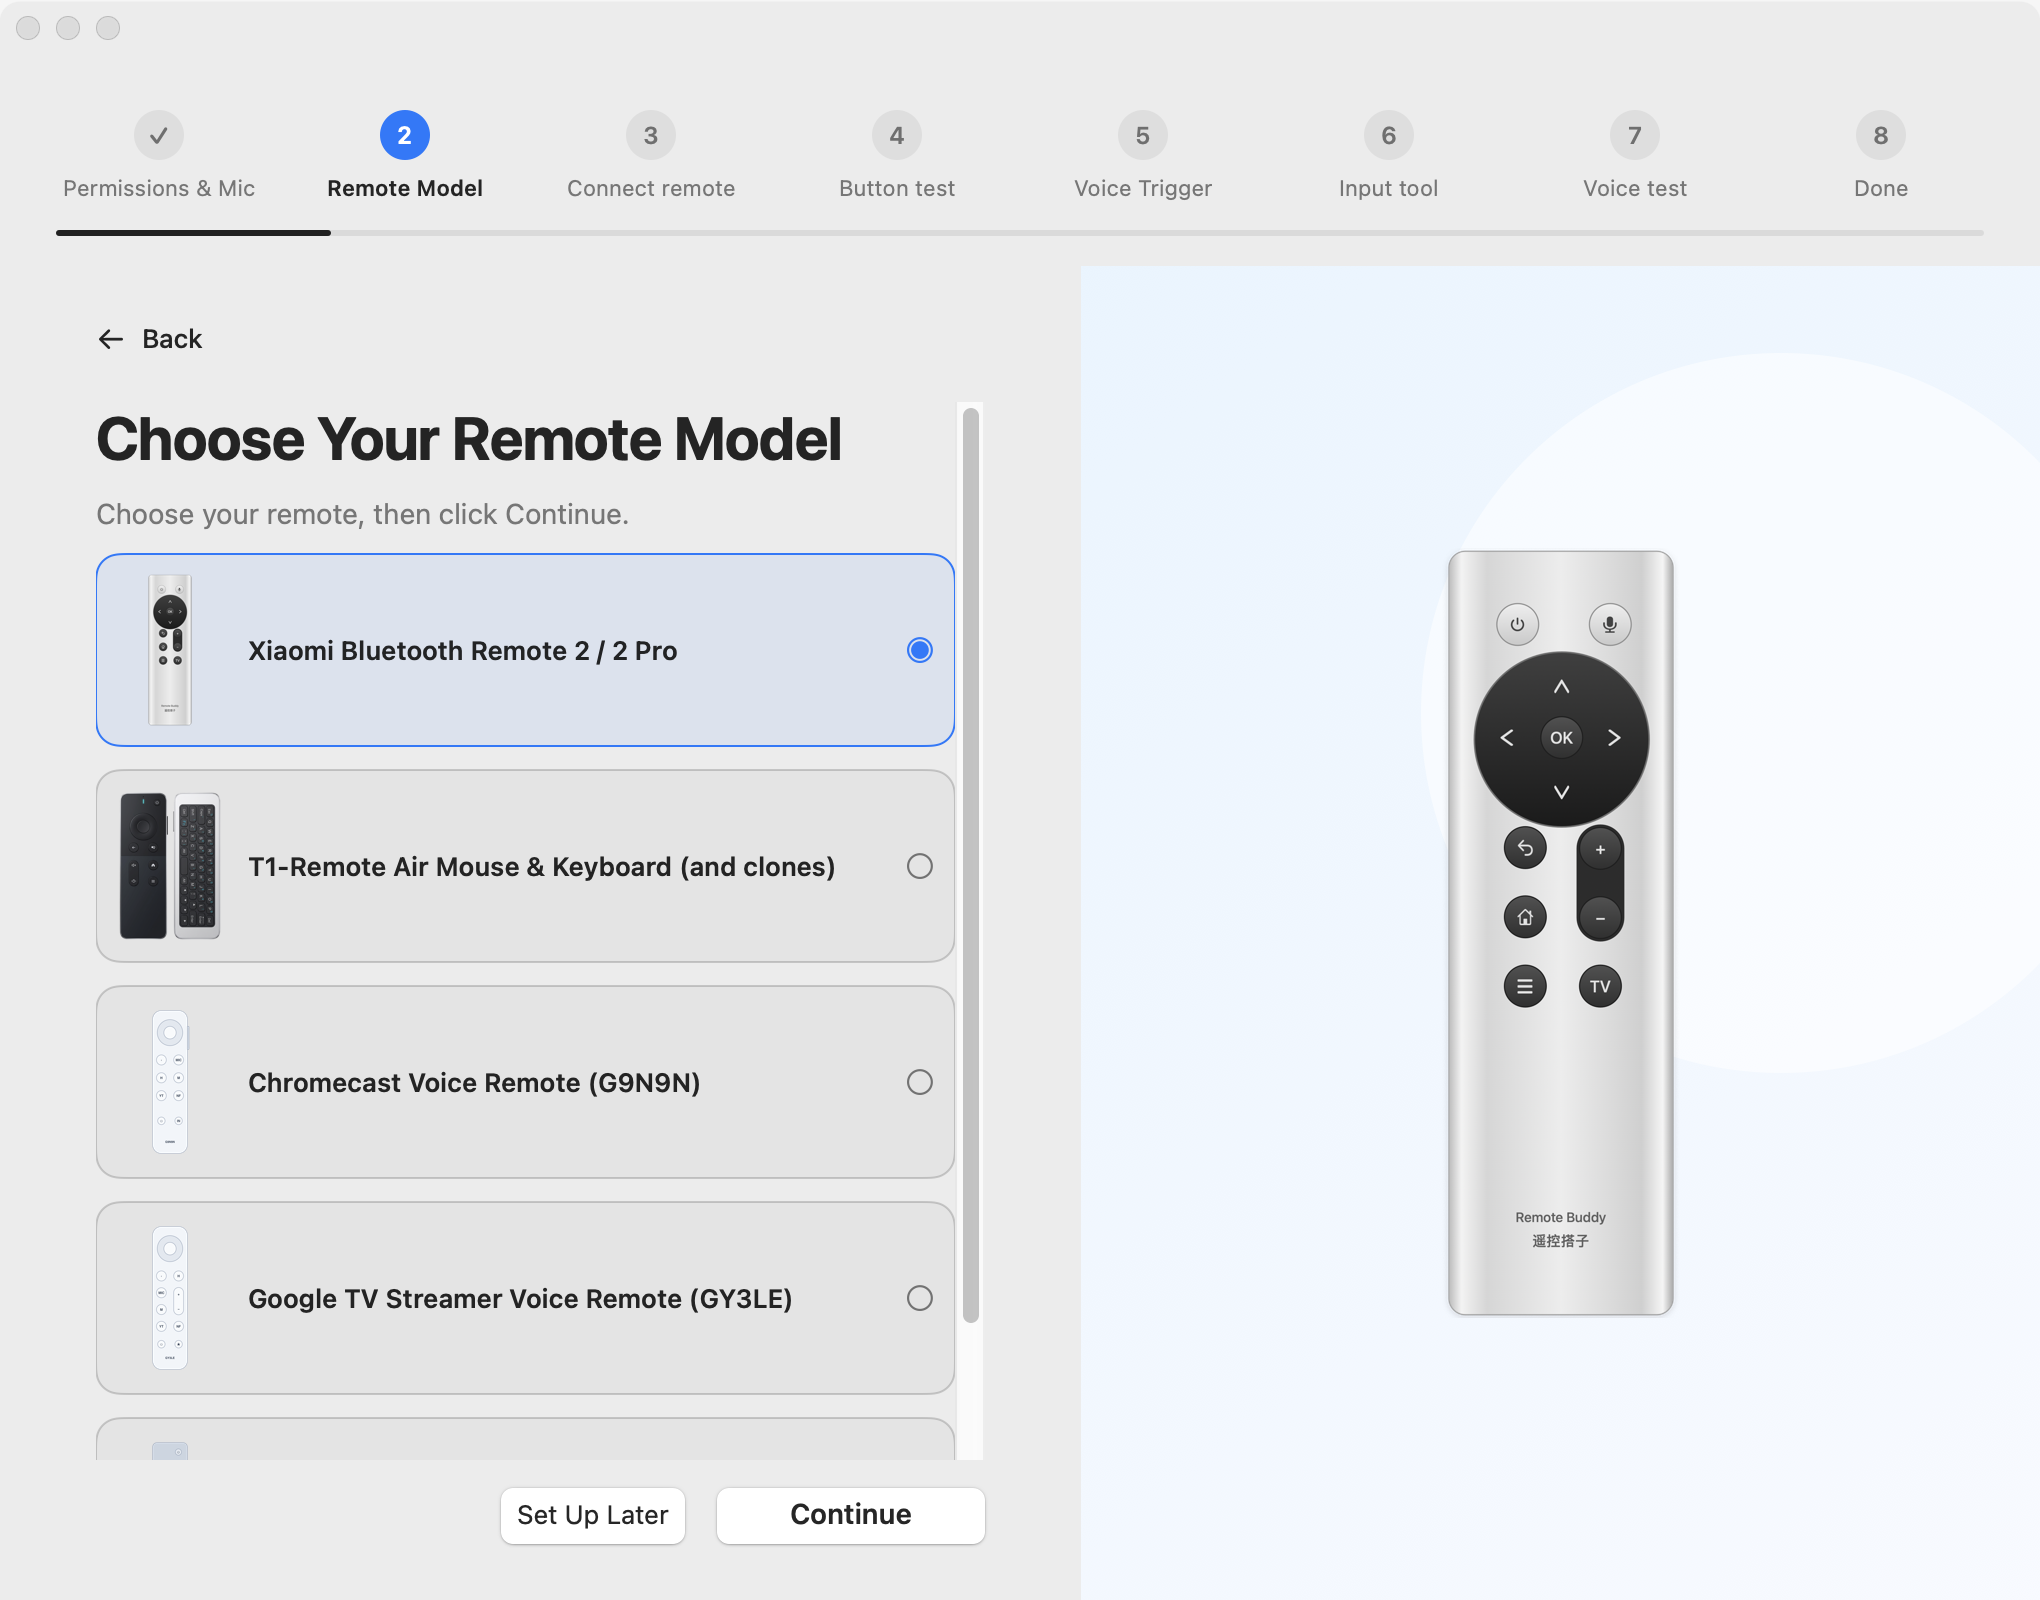 2
3
4
5
6
7
8
Permissions & Mic
Remote Model
Connect remote
Button test
Voice Trigger
Input tool
Voice test
Done
Back
Choose Your Remote Model
Choose your remote, then click Continue.
Xiaomi Bluetooth Remote 2 / 2 Pro
T1-Remote Air Mouse & Keyboard (and clones)
Chromecast Voice Remote (G9N9N)
Google TV Streamer Voice Remote (GY3LE)
Set Up Later
Continue
OK
TV
Remote Buddy
遥控搭子